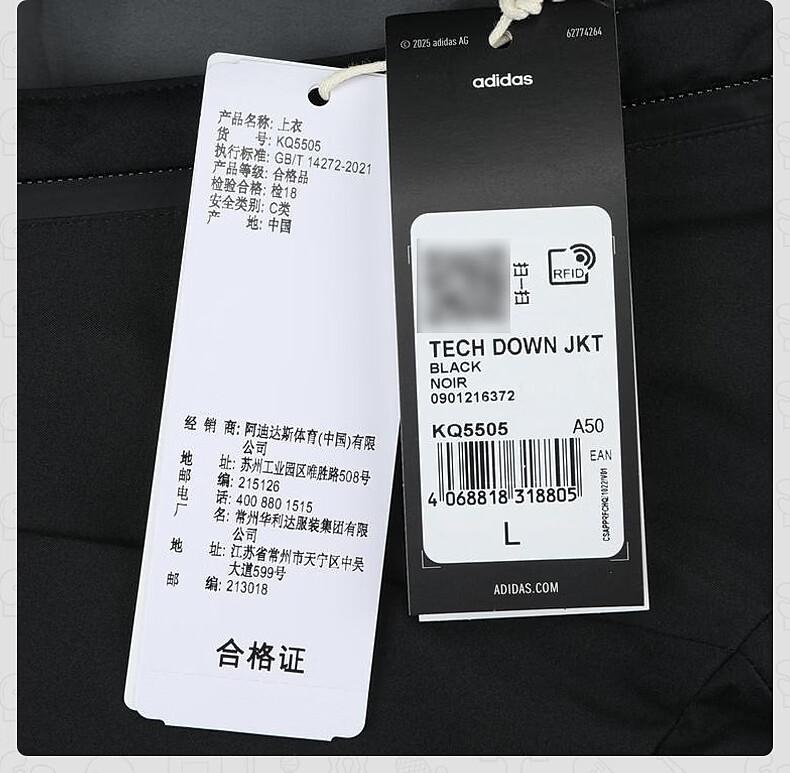 产品名称: 上衣
货 号: KQ5505
执行标准: GB/T 14272-2021
产品等级: 合格品
检验合格: 检18
安全类别: C类
产 地: 中国
经 销 商: 阿迪达斯体育(中国)有限
公司
地 址: 苏州工业园区唯胜路508号
邮 编: 215126
电 话: 400 880 1515
厂 名: 常州华利达服装集团有限
公司
地 址: 江苏省常州市天宁区中吴
大道599号
邮 编: 213018
合格证
© 2025 adidas AG
62774264
adidas
扫一扫
RFID
TECH DOWN JKT
BLACK
NOIR
0901216372
KQ5505 A50
EAN
4 068818 318805
L
ADIDAS.COM